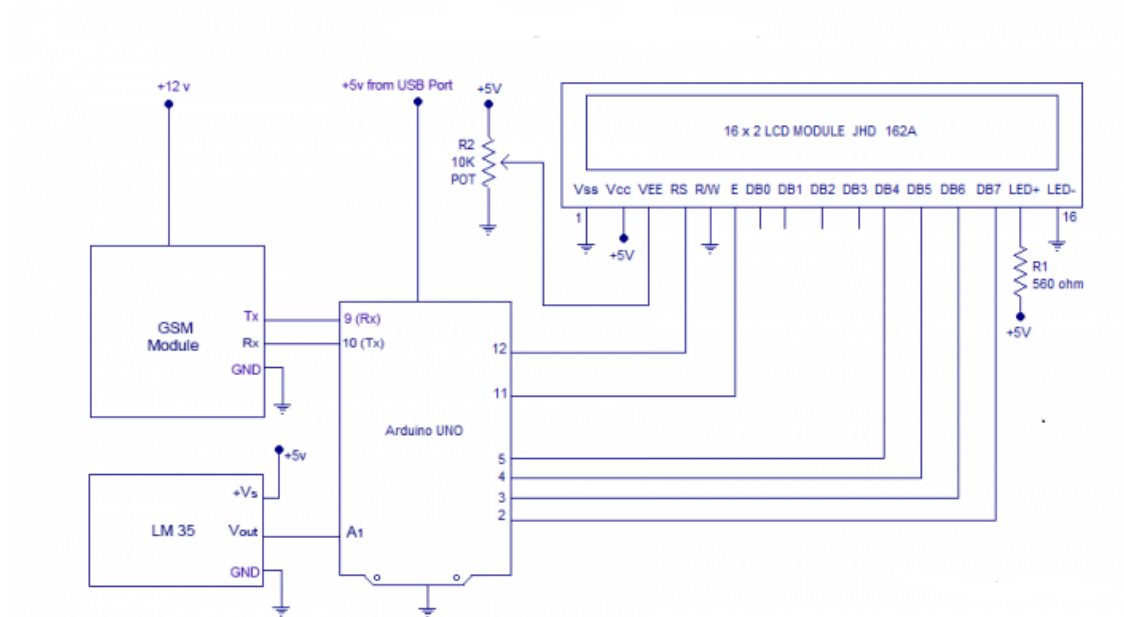 +12 v
+5v from USB Port
+5V
R2
10K
POT
16 x 2 LCD MODULE JHD 162A
Vss Vcc VEE RS R/W E DB0 DB1 DB2 DB3 DB4 DB5 DB6 DB7 LED+ LED-
1
16
+5V
R1
560 ohm
+5V
GSM
Module
Tx
Rx
GND
9 (Rx)
10 (Tx)
12
11
Arduino UNO
5
4
3
2
+5v
LM 35
+Vs
Vout
GND
A1